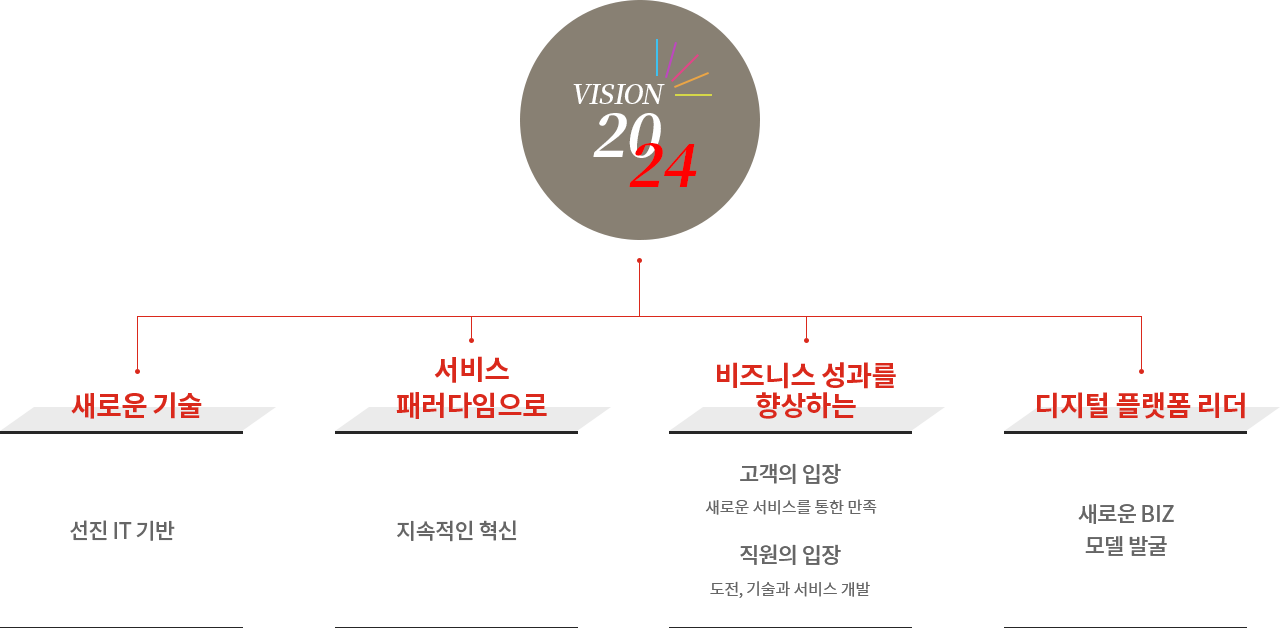 VISION
20
24
새로운 기술
서비스
패러다임으로
비즈니스 성과를
향상하는
디지털 플랫폼 리더
선진 IT 기반
지속적인 혁신
고객의 입장
새로운 서비스를 통한 만족
직원의 입장
도전, 기술과 서비스 개발
새로운 BIZ
모델 발굴